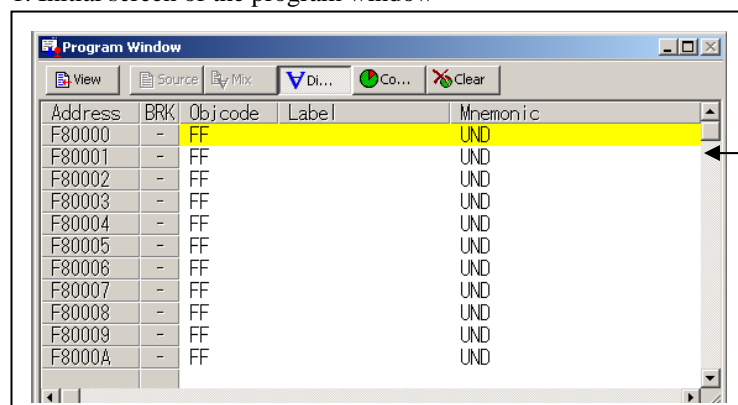 1. Initial screen of the program window
Program Window
View Source Mix Di... Co... Clear
Address BRK Objcode Label Mnemonic
F80000 - FF UND
F80001 - FF UND
F80002 - FF UND
F80003 - FF UND
F80004 - FF UND
F80005 - FF UND
F80006 - FF UND
F80007 - FF UND
F80008 - FF UND
F80009 - FF UND
F8000A - FF UND